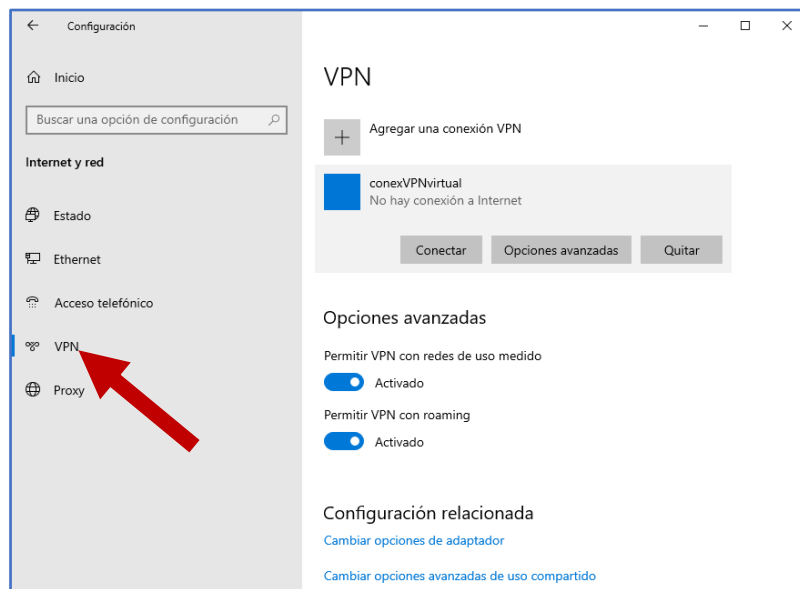 Configuración
Inicio
Buscar una opción de configuración
Internet y red
Estado
Ethernet
Acceso telefónico
VPN
Proxy
VPN
Agregar una conexión VPN
conexVPNvirtual
No hay conexión a Internet
Conectar
Opciones avanzadas
Quitar
Opciones avanzadas
Permitir VPN con redes de uso medido
Activado
Permitir VPN con roaming
Activado
Configuración relacionada
Cambiar opciones de adaptador
Cambiar opciones avanzadas de uso compartido